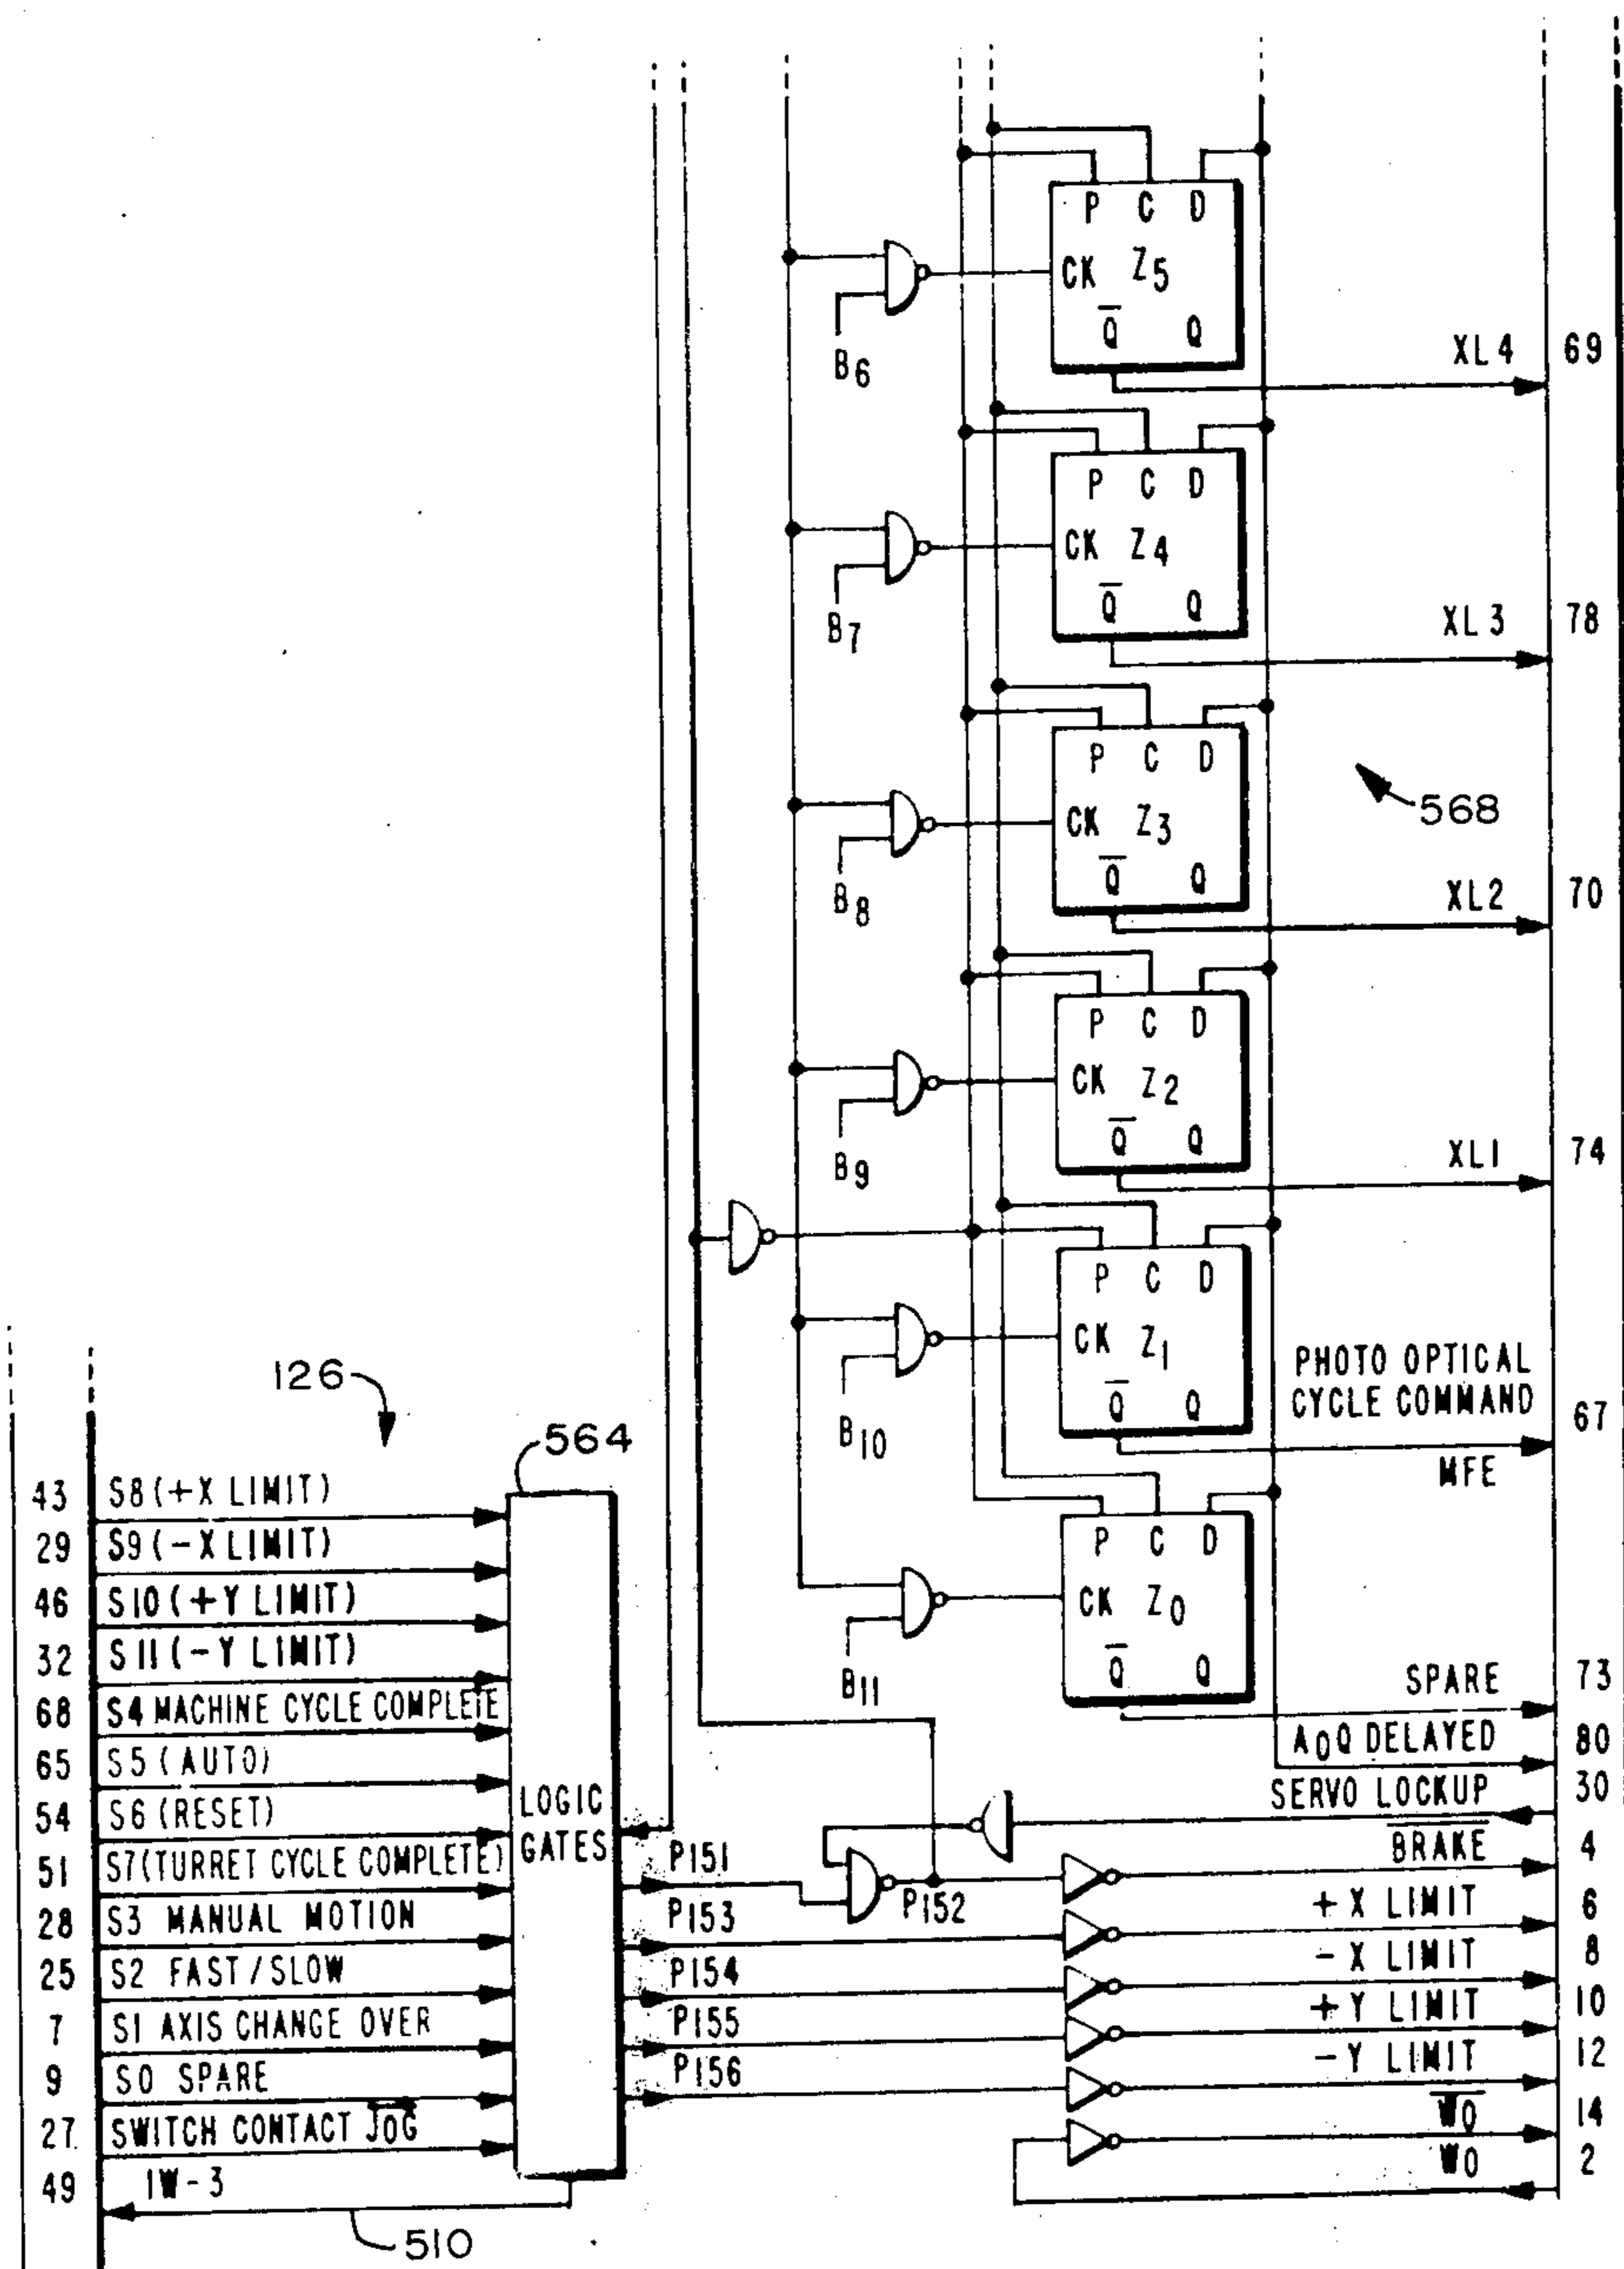 P C D
CK Z5
B6
Q̅ Q
XL4 69
P C D
CK Z4
B7
Q̅ Q
XL3 78
P C D
568
CK Z3
B8
Q̅ Q
XL2 70
P C D
CK Z2
B9
Q̅ Q
XL1 74
P C D
CK Z1
PHOTO OPTICAL
CYCLE COMMAND
67
B10
Q̅ Q
MFE
126
564
P C D
CK Z0
B11
Q̅ Q
SPARE 73
A0Q DELAYED 80
SERVO LOCKUP 30
B̅R̅A̅K̅E̅ 4
+X LIMIT 6
-X LIMIT 8
+Y LIMIT 10
-Y LIMIT 12
W̅0̅ 14
W0 2
43 S8 (+X LIMIT)
29 S9 (-X LIMIT)
46 S10 (+Y LIMIT)
32 S11 (-Y LIMIT)
68 S4 MACHINE CYCLE COMPLETE
65 S5 (AUTO)
54 S6 (RESET)
51 S7 (TURRET CYCLE COMPLETE)
28 S3 MANUAL MOTION
25 S2 FAST/SLOW
7 S1 AXIS CHANGE OVER
9 S0 SPARE
27 SWITCH CONTACT J̅O̅G̅
49 IW-3
510
LOGIC
GATES
P151
P152
P153
P154
P155
P156